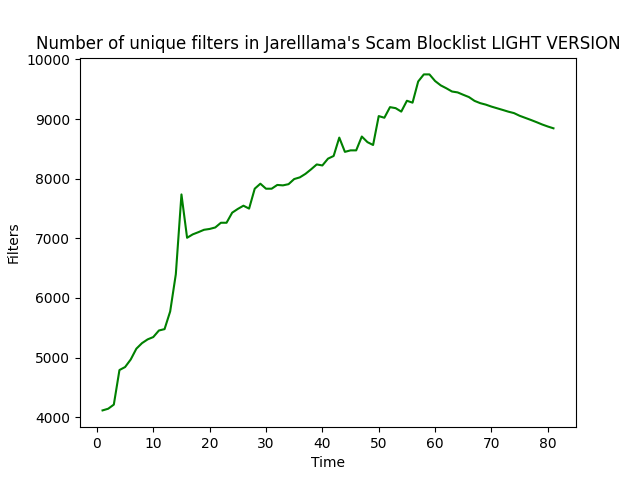 Number of unique filters in Jarelllama's Scam Blocklist LIGHT VERSION
10000
9000
8000
7000
6000
5000
4000
Filters
0 10 20 30 40 50 60 70 80
Time